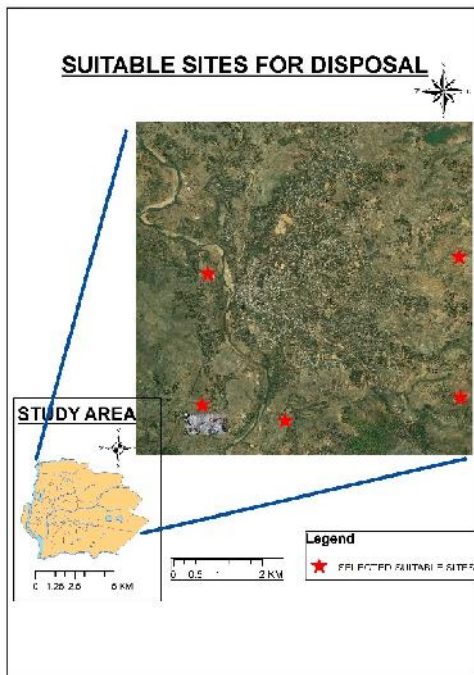 SUITABLE SITES FOR DISPOSAL
STUDY AREA
0 1.25 2.5 5 KM
0 0.5 1 2 KM
Legend
SELECTED SUITABLE SITES